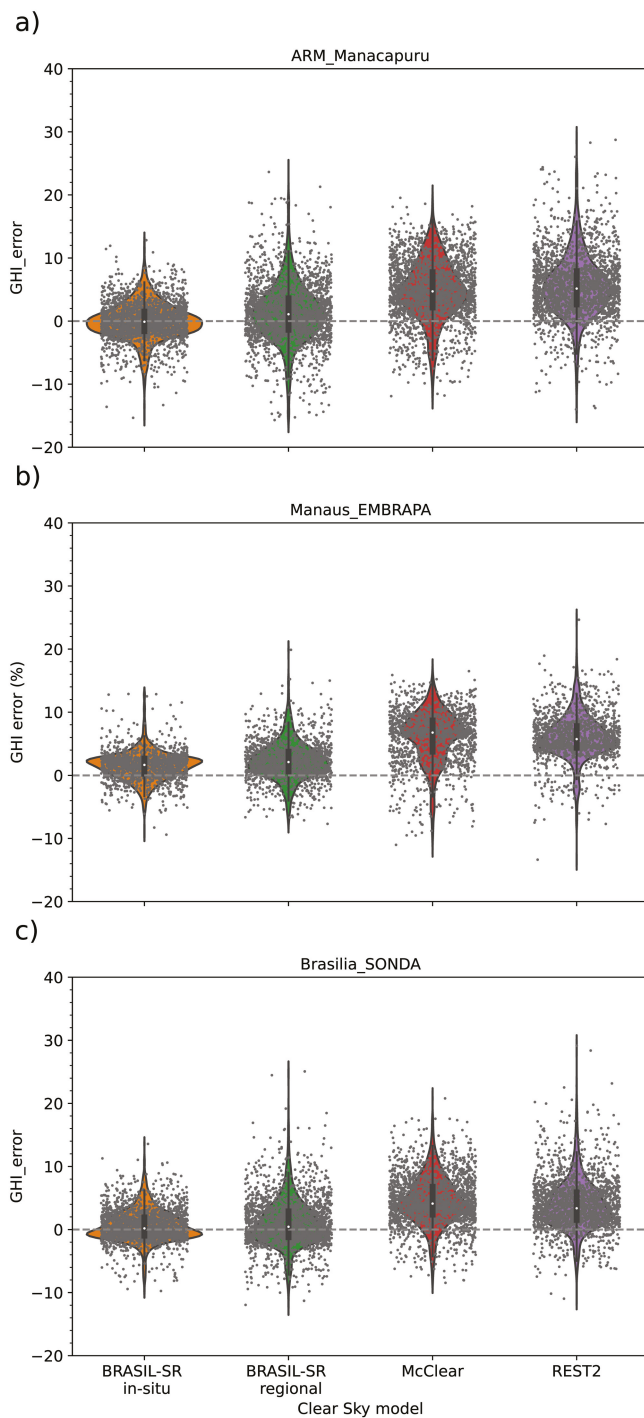 a)
ARM_Manacapuru
40
30
20
10
0
−10
−20
GHI_error
b)
Manaus_EMBRAPA
40
30
20
10
0
−10
−20
GHI error (%)
c)
Brasilia_SONDA
40
30
20
10
0
−10
−20
GHI_error
BRASIL-SR
in-situ
BRASIL-SR
regional
McClear
REST2
Clear Sky model